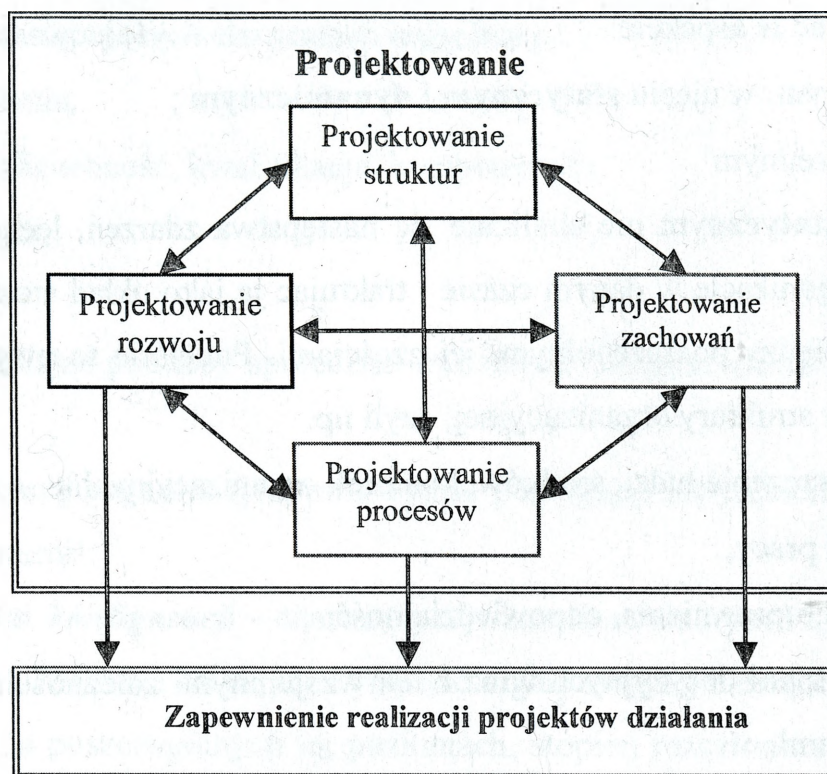 Projektowanie
Projektowanie
struktur
Projektowanie
rozwoju
Projektowanie
zachowań
Projektowanie
procesów
Zapewnienie realizacji projektów działania